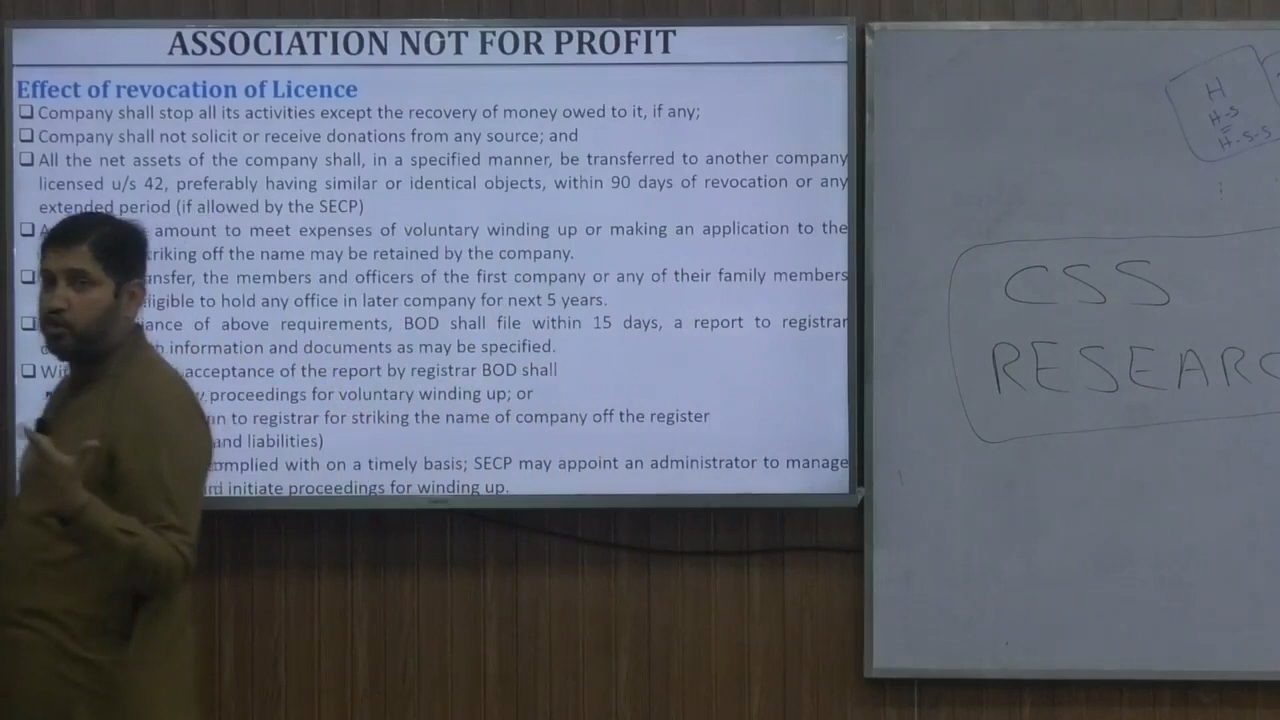 ASSOCIATION NOT FOR PROFIT
Effect of revocation of Licence
❑ Company shall stop all its activities except the recovery of money owed to it, if any;
❑ Company shall not solicit or receive donations from any source; and
❑ All the net assets of the company shall, in a specified manner, be transferred to another company
licensed u/s 42, preferably having similar or identical objects, within 90 days of revocation or any
extended period (if allowed by the SECP)
❑ amount to meet expenses of voluntary winding up or making an application to the
riking off the name may be retained by the company.
❑ nsfer, the members and officers of the first company or any of their family members
ligible to hold any office in later company for next 5 years.
❑ iance of above requirements, BOD shall file within 15 days, a report to registrar
information and documents as may be specified.
❑ Wit acceptance of the report by registrar BOD shall
proceedings for voluntary winding up; or
n to registrar for striking the name of company off the register
and liabilities)
omplied with on a timely basis; SECP may appoint an administrator to manage
initiate proceedings for winding up.
H
H-S
H-S-S
CSS
RESEARC